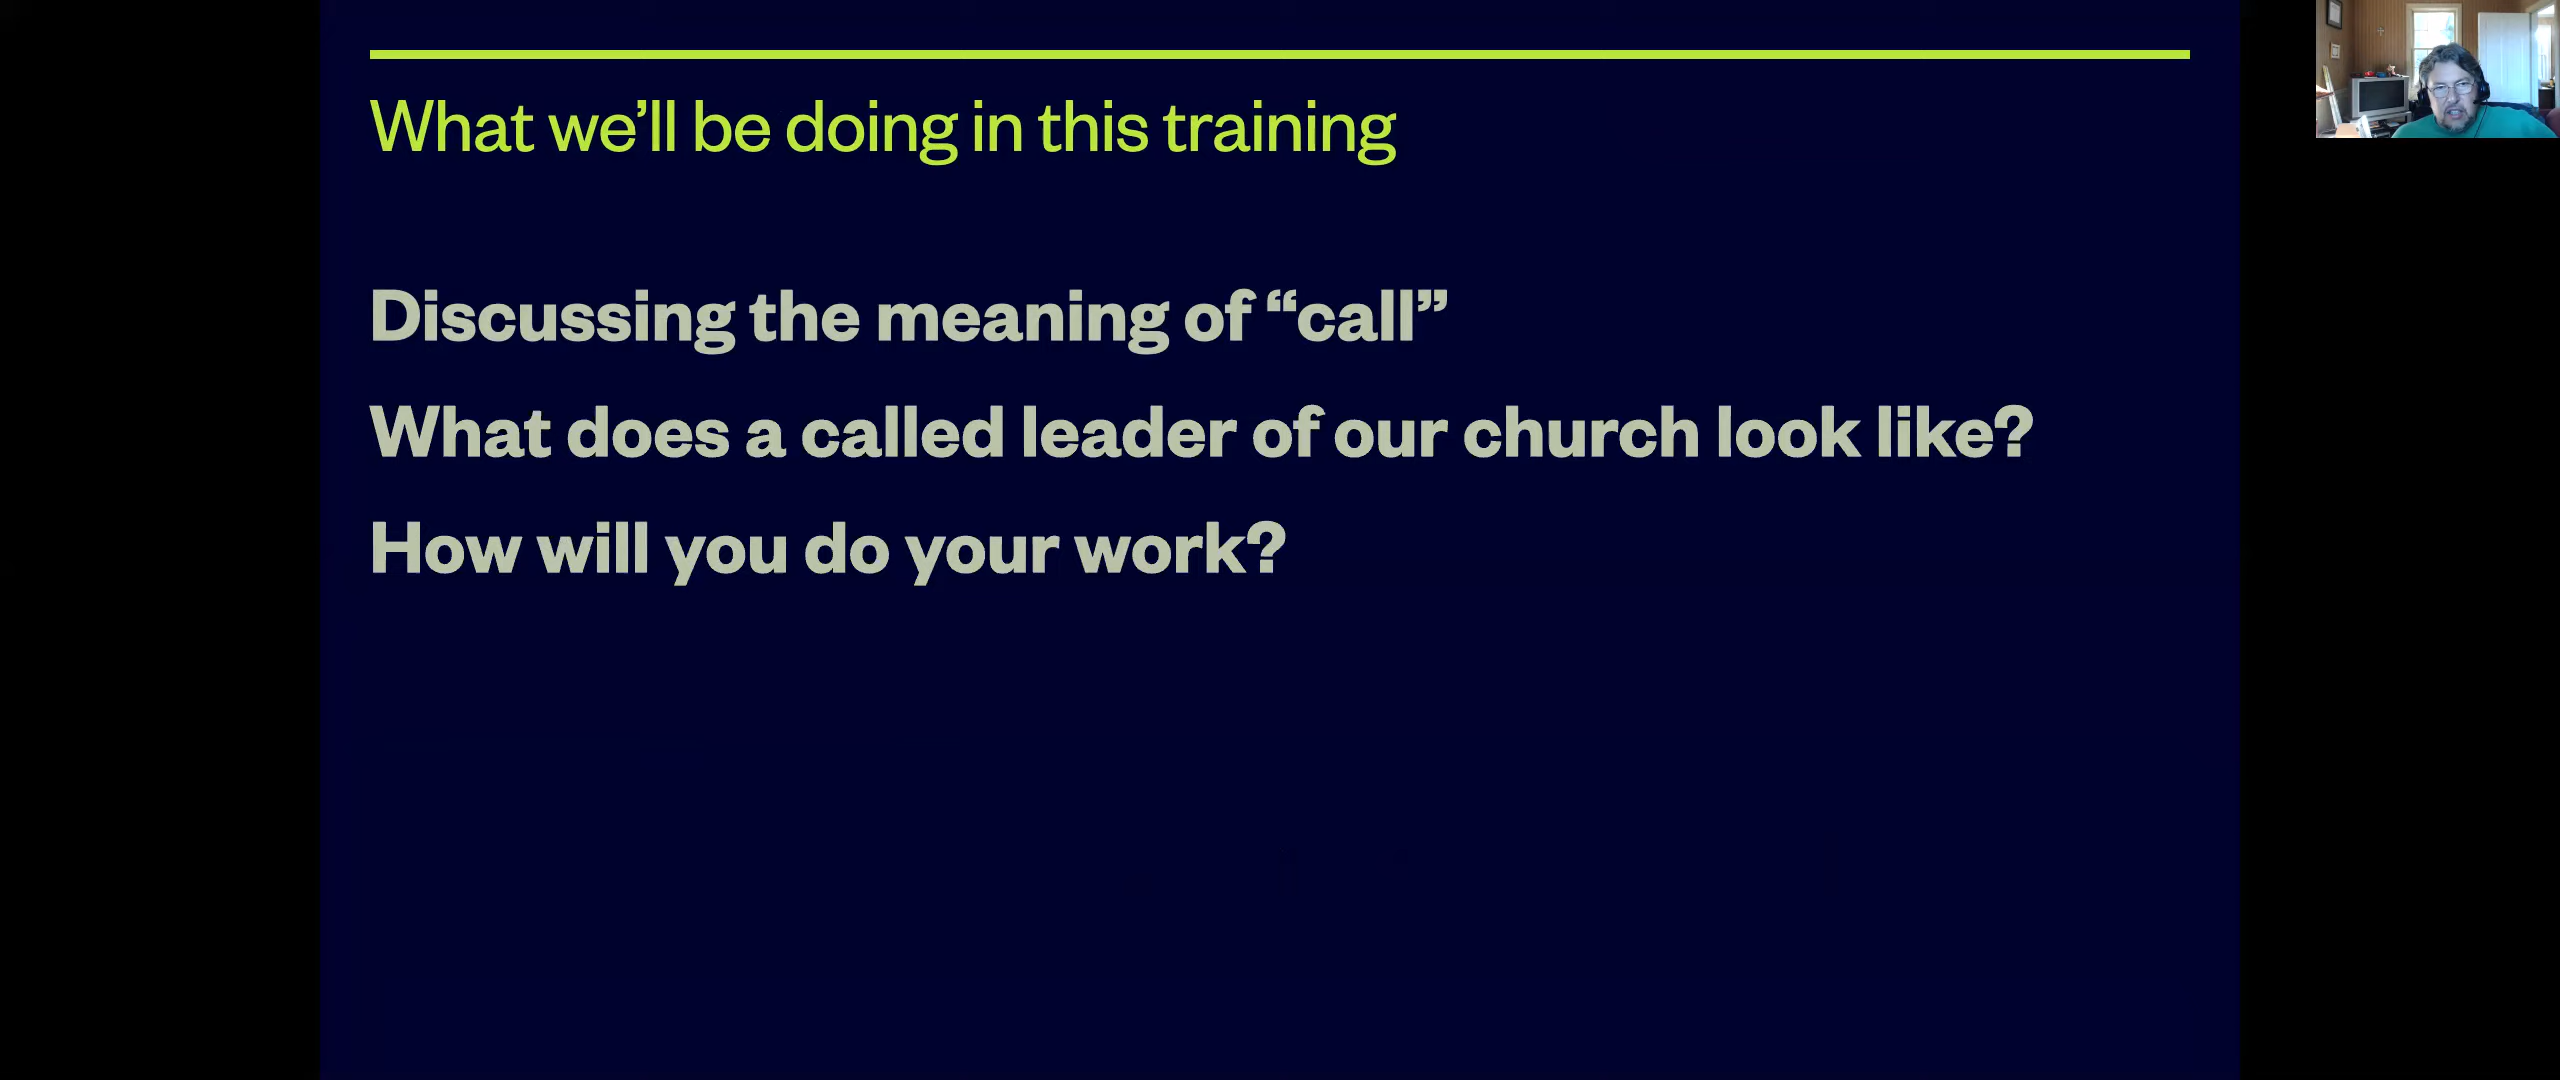 What we’ll be doing in this training
Discussing the meaning of “call”
What does a called leader of our church look like?
How will you do your work?